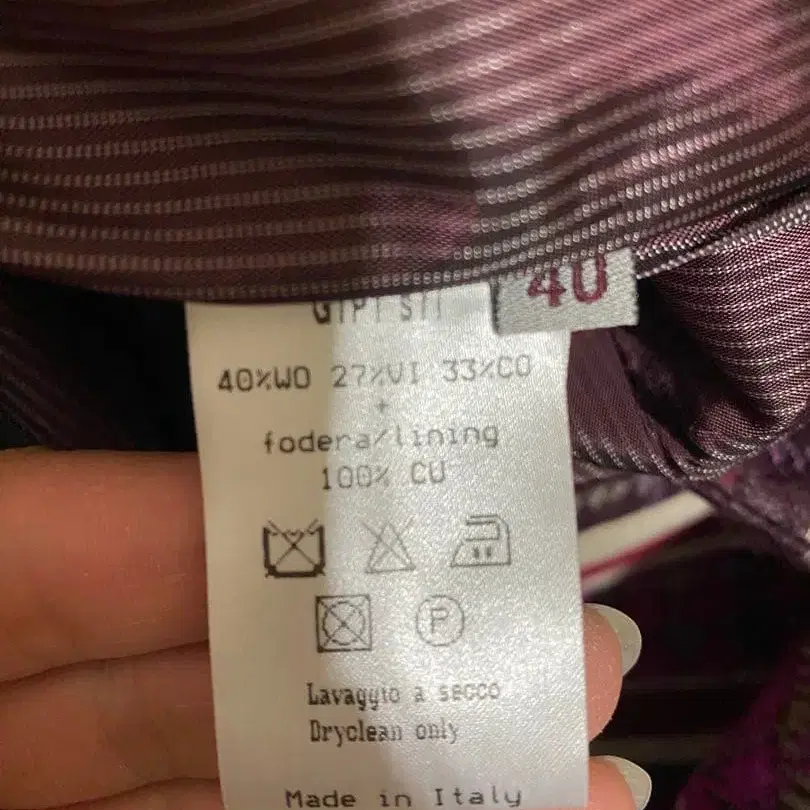 40
40%WO 27%VI 33%CO
+
fodera/lining
100% CU
P
Lavaggio a secco
Dryclean only
Made in Italy